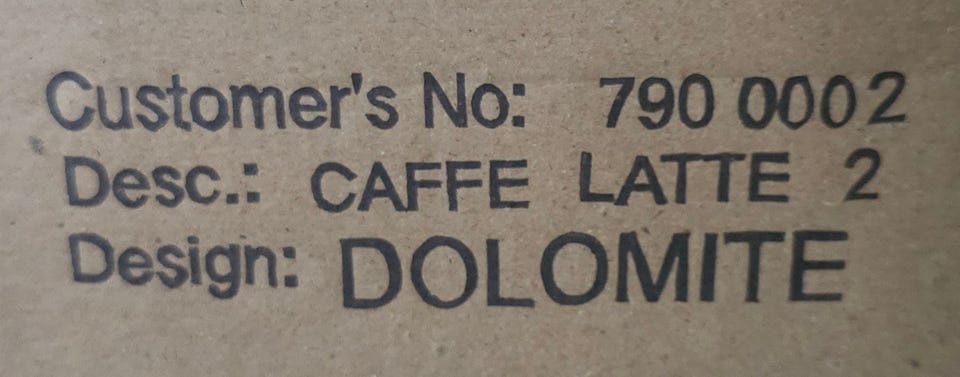 Customer's No: 790 0002
Desc.: CAFFE LATTE 2
Design: DOLOMITE